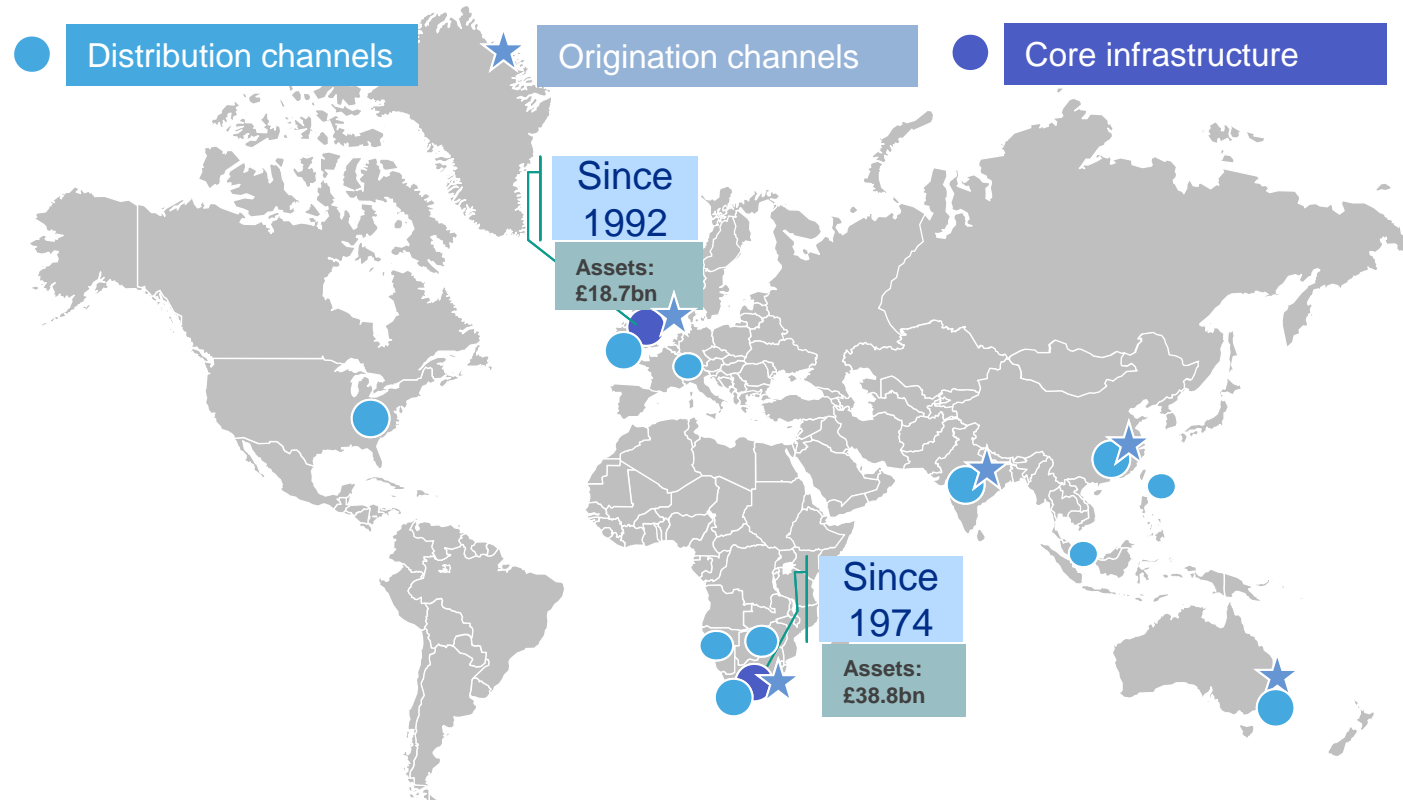 Distribution channels
Origination channels
Core infrastructure
Since
1992
Assets:
£18.7bn
Since
1974
Assets:
£38.8bn